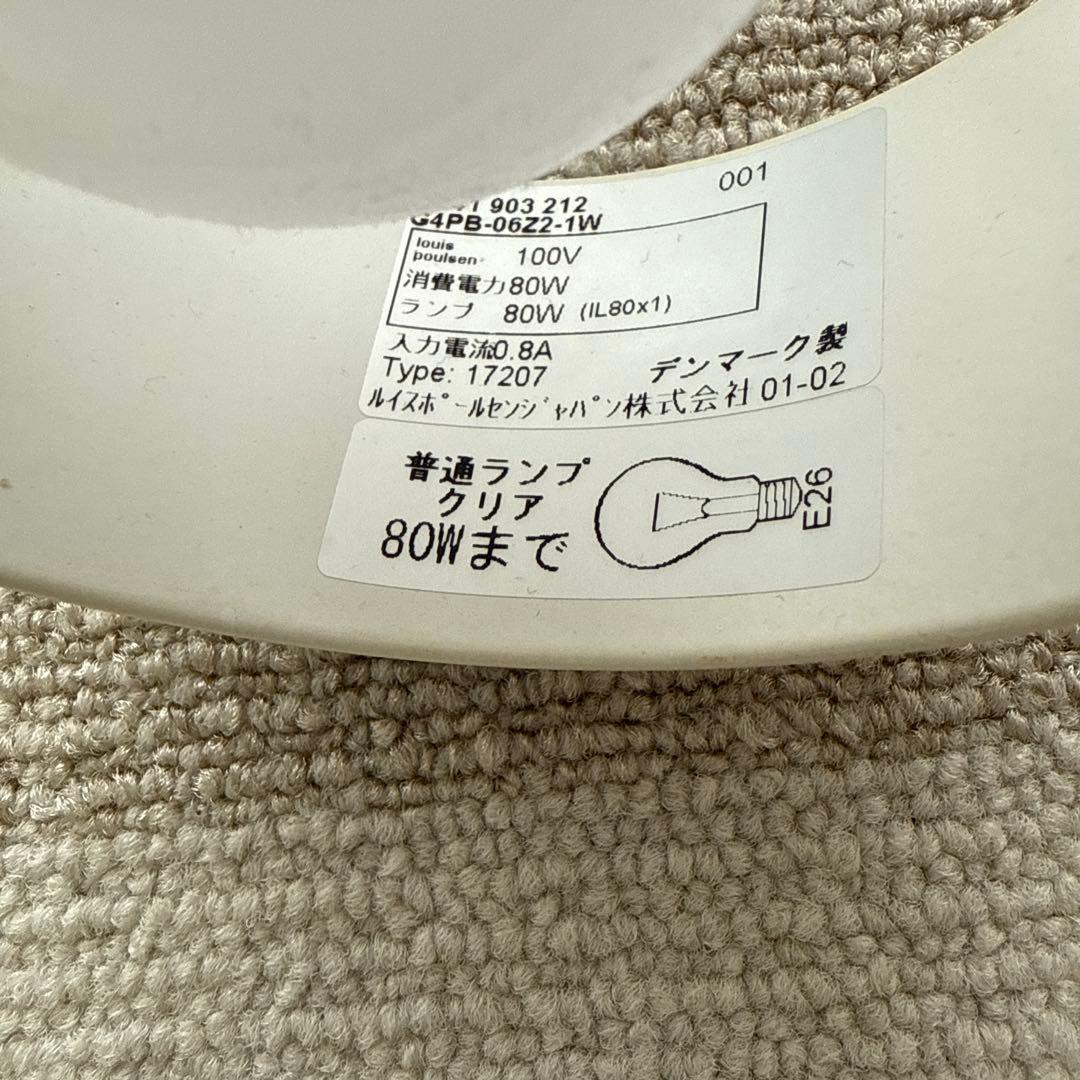 001
903 212
G4PB-06Z2-1W
louis
poulsen
100V
消費電力80W
ランプ 80W (IL80x1)
入力電流0.8A
Type: 17207
デンマーク製
ルイスポールセンジャパン株式会社 01-02
普通ランプ
クリア
80Wまで
E26